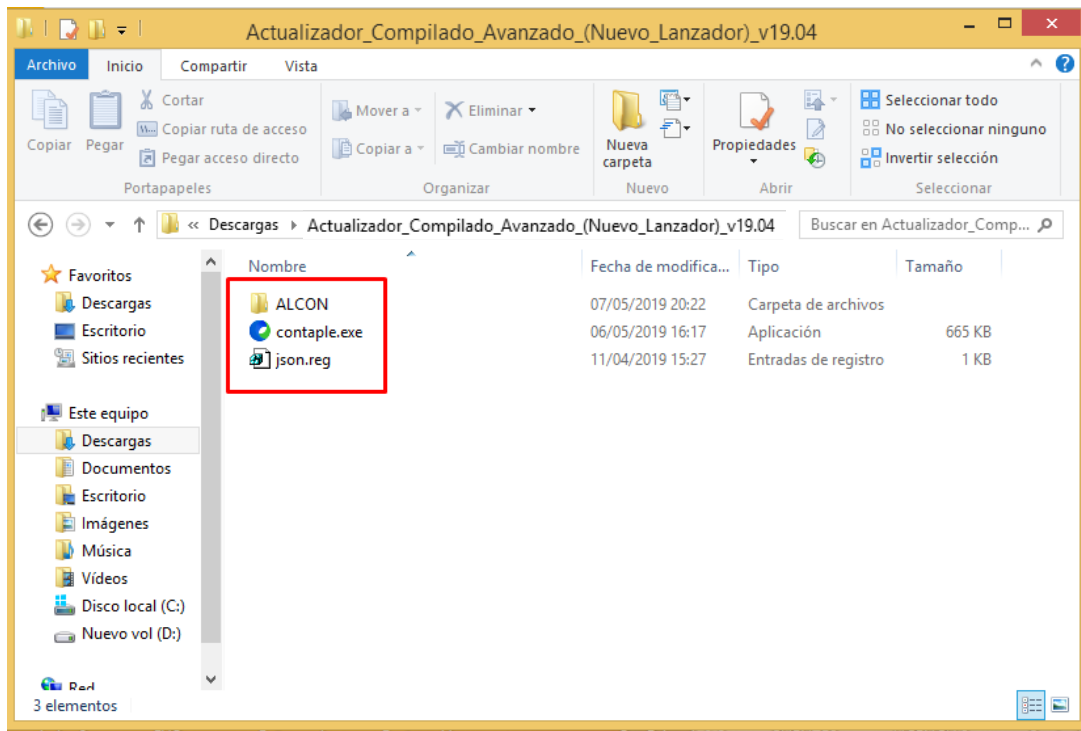 Actualizador_Compilado_Avanzado_(Nuevo_Lanzador)_v19.04
Archivo Inicio Compartir Vista
Copiar
Pegar
Cortar
Copiar ruta de acceso
Pegar acceso directo
Portapapeles
Mover a
Copiar a
Eliminar
Cambiar nombre
Organizar
Nueva
carpeta
Nuevo
Propiedades
Abrir
Seleccionar todo
No seleccionar ninguno
Invertir selección
Seleccionar
« Descargas Actualizador_Compilado_Avanzado_(Nuevo_Lanzador)_v19.04
Buscar en Actualizador_Comp...
Favoritos
Descargas
Escritorio
Sitios recientes
Este equipo
Descargas
Documentos
Escritorio
Imágenes
Música
Vídeos
Disco local (C:)
Nuevo vol (D:)
Red
Nombre Fecha de modifica... Tipo Tamaño
ALCON 07/05/2019 20:22 Carpeta de archivos
contaple.exe 06/05/2019 16:17 Aplicación 665 KB
json.reg 11/04/2019 15:27 Entradas de registro 1 KB
3 elementos